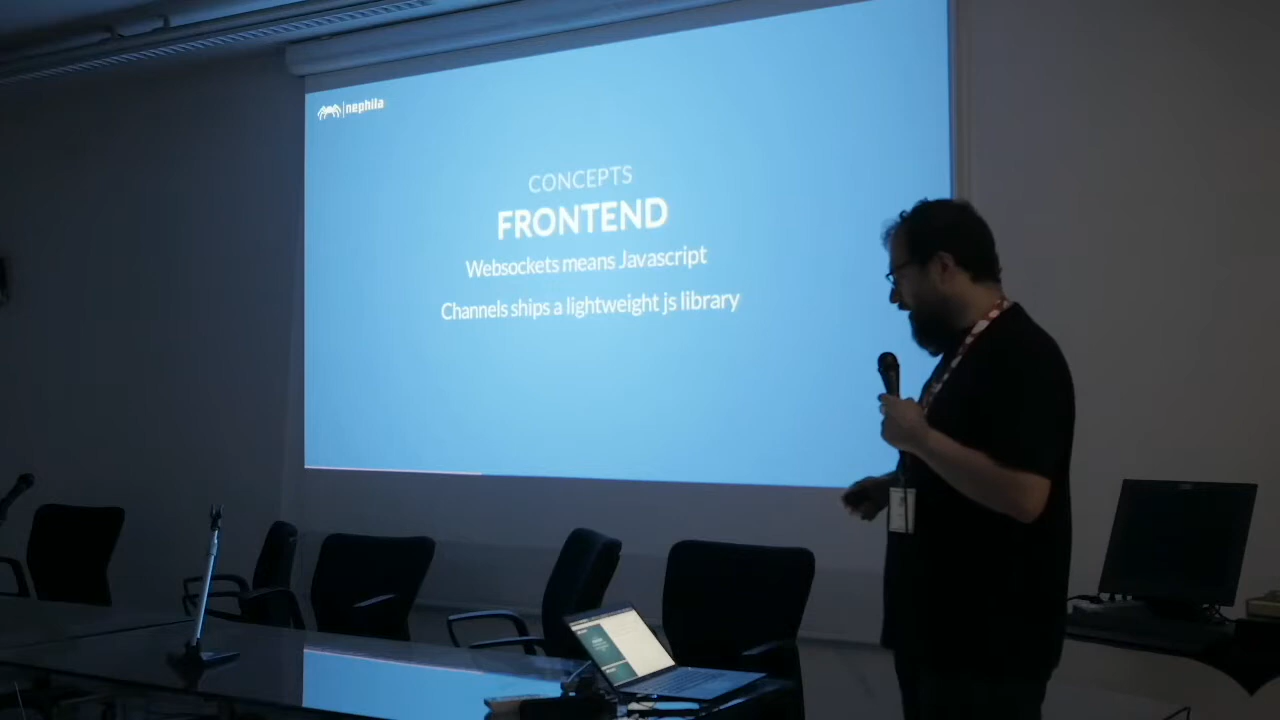 nephila
CONCEPTS
FRONTEND
Websockets means Javascript
Channels ships a lightweight js library